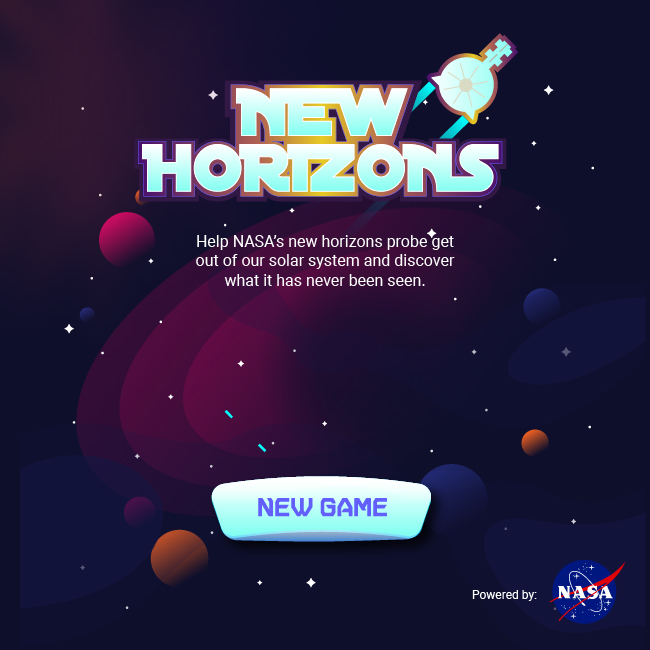 NEW
HORIZONS
Help NASA's new horizons probe get
out of our solar system and discover
what it has never been seen.
NEW GAME
Powered by:
NASA